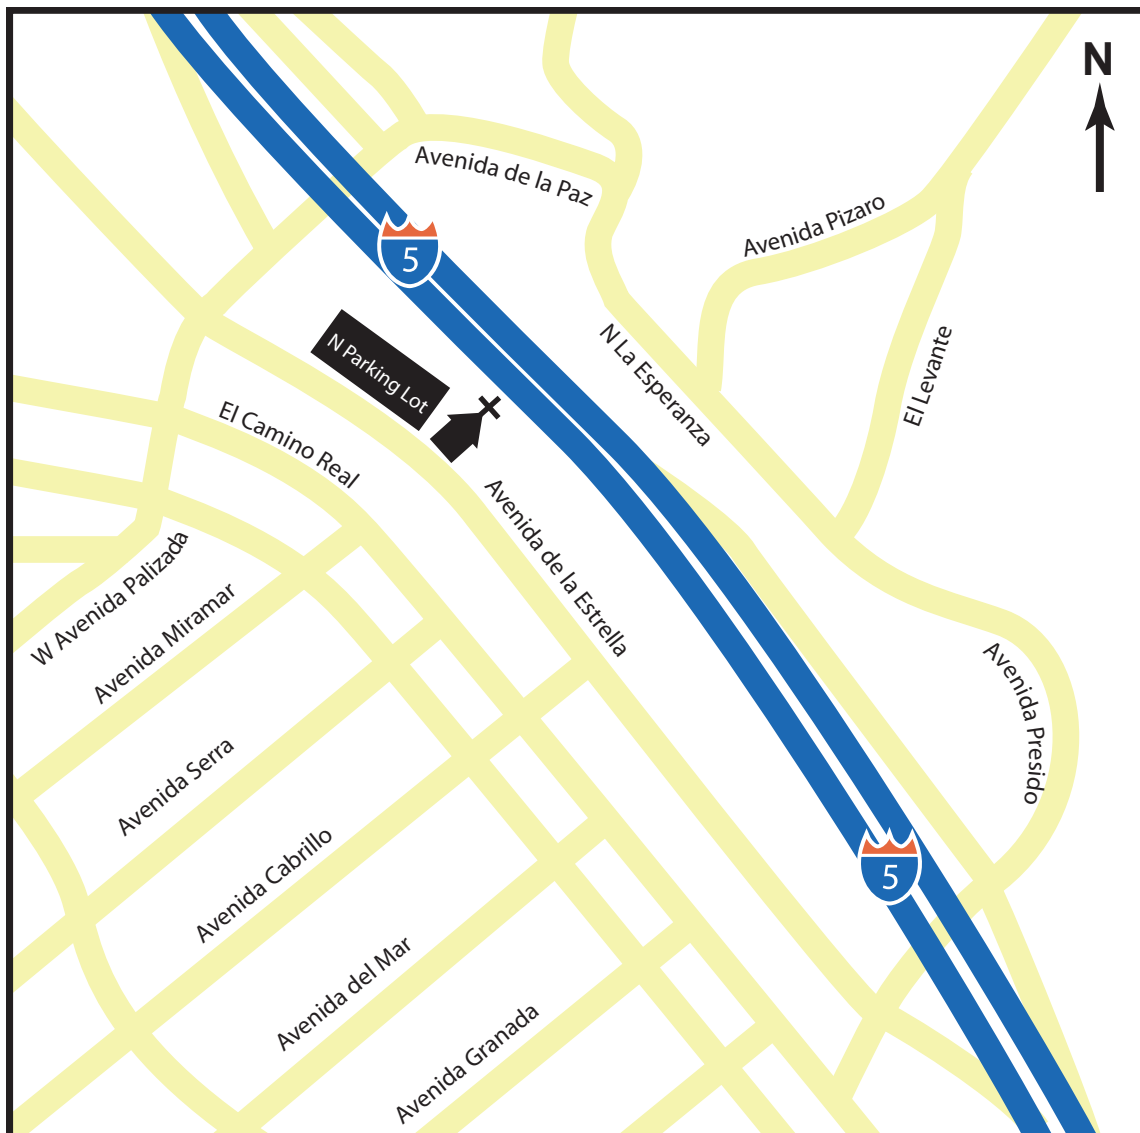 N
Avenida de la Paz
Avenida Pizaro
5
N La Esperanza
El Levante
N Parking Lot
El Camino Real
Avenida de la Estrella
W Avenida Palizada
Avenida Miramar
Avenida Presido
Avenida Serra
Avenida Cabrillo
5
Avenida del Mar
Avenida Granada